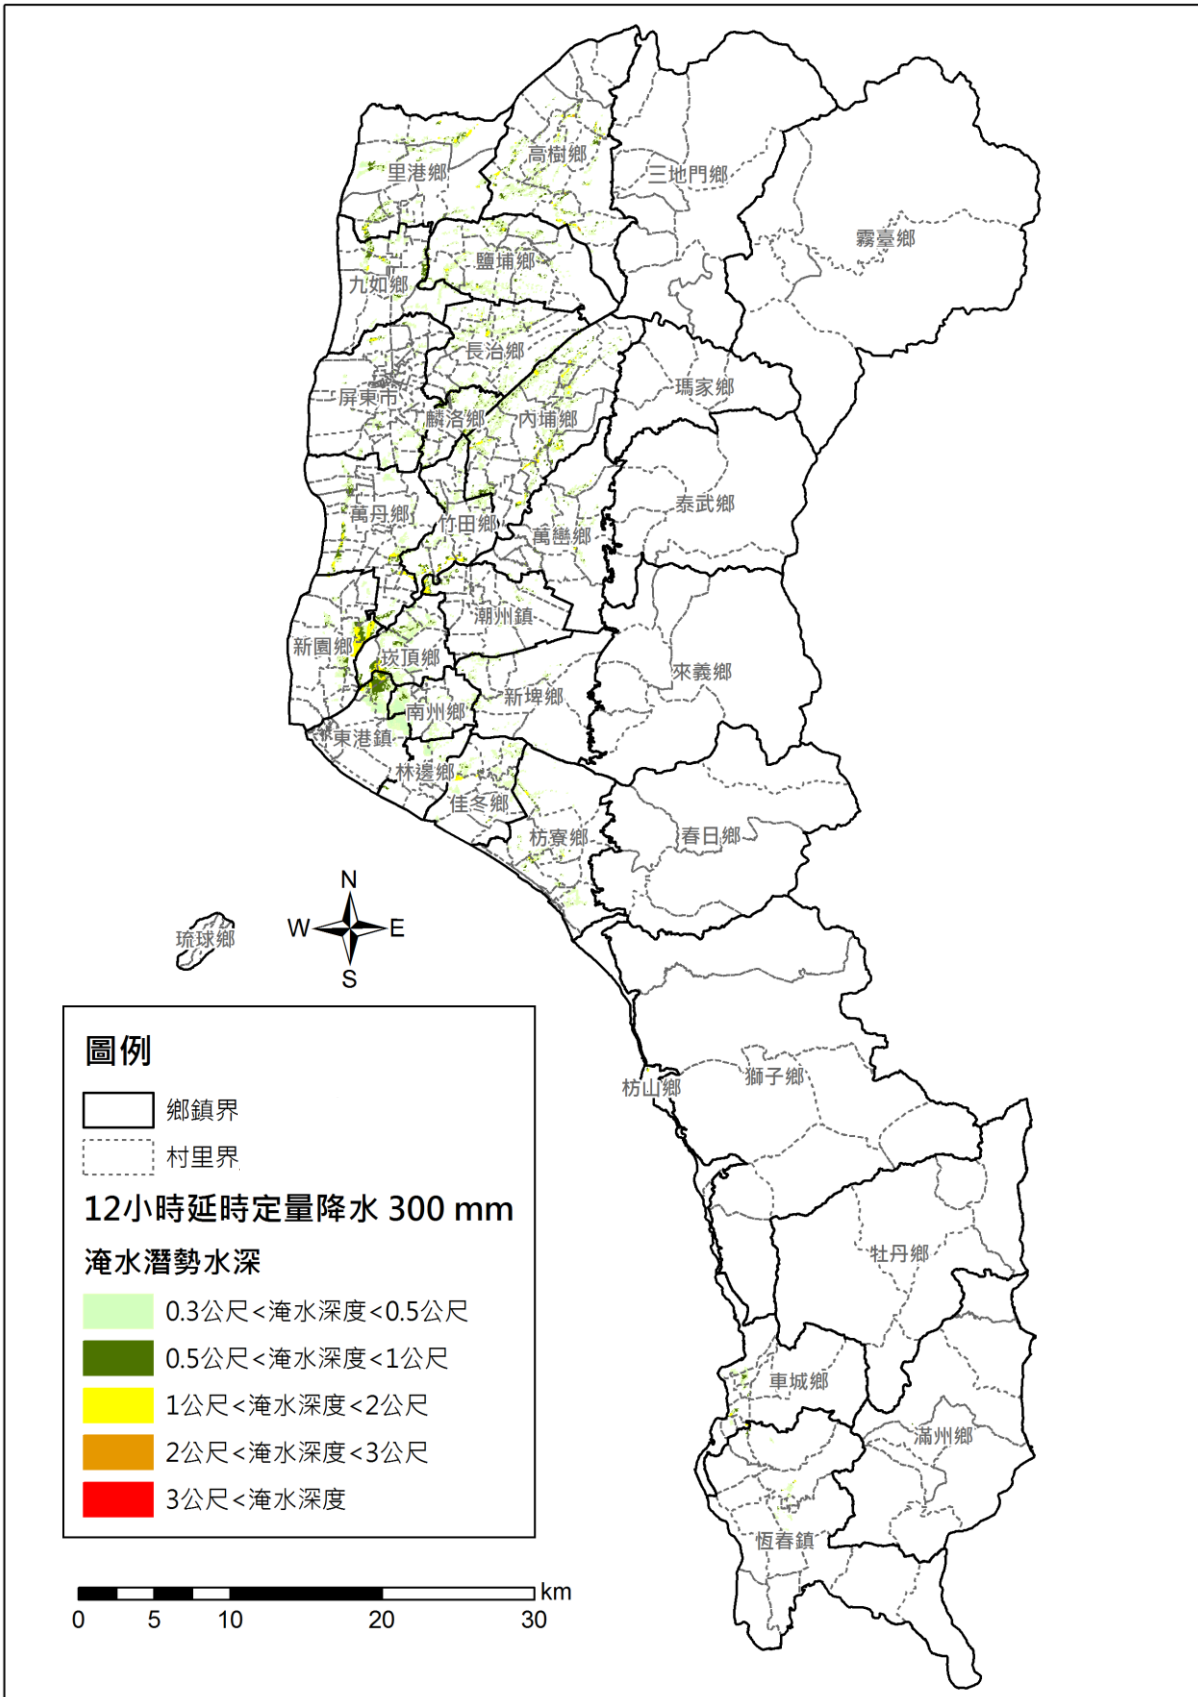 高樹鄉
三地門鄉
里港鄉
霧臺鄉
鹽埔鄉
九如鄉
長治鄉
瑪家鄉
屏東市
麟洛鄉
內埔鄉
泰武鄉
萬丹鄉
竹田鄉
萬巒鄉
潮州鎮
新園鄉
崁頂鄉
來義鄉
新埤鄉
南州鄉
東港鎮
林邊鄉
佳冬鄉
枋寮鄉
春日鄉
N
W
E
S
琉球鄉
獅子鄉
枋山鄉
牡丹鄉
車城鄉
滿州鄉
恆春鎮
圖例
鄉鎮界
村里界
12小時延時定量降水 300 mm
淹水潛勢水深
0.3公尺<淹水深度<0.5公尺
0.5公尺<淹水深度<1公尺
1公尺<淹水深度<2公尺
2公尺<淹水深度<3公尺
3公尺<淹水深度
km
0 5 10 20 30